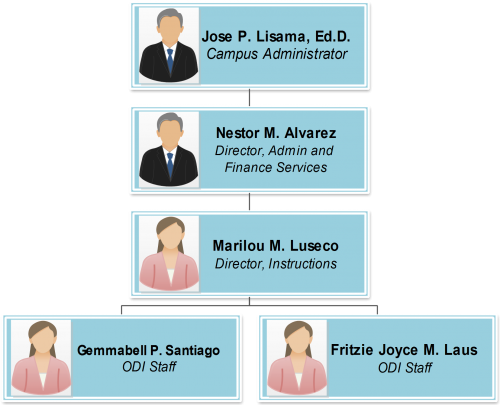 Jose P. Lisama, Ed.D.
Campus Administrator
Nestor M. Alvarez
Director, Admin and
Finance Services
Marilou M. Luseco
Director, Instructions
Gemmabell P. Santiago
ODI Staff
Fritzie Joyce M. Laus
ODI Staff